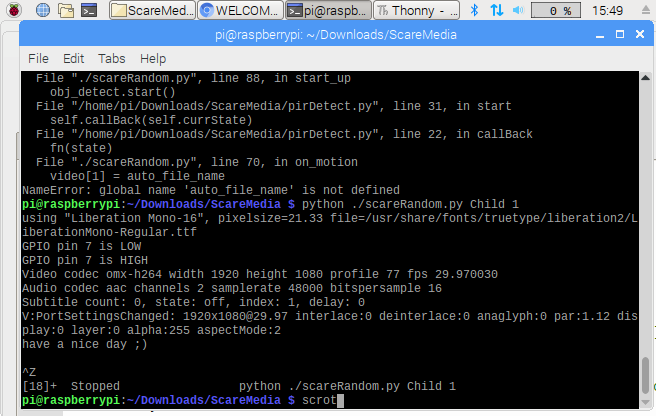 ScareMed...
WELCOM...
pi@raspb...
Thonny - ...
0 %
15:49
pi@raspberrypi: ~/Downloads/ScareMedia
File Edit Tabs Help
File "./scareRandom.py", line 88, in start_up
obj_detect.start()
File "/home/pi/Downloads/ScareMedia/pirDetect.py", line 31, in start
self.callBack(self.currState)
File "/home/pi/Downloads/ScareMedia/pirDetect.py", line 22, in callBack
fn(state)
File "./scareRandom.py", line 70, in on_motion
video[1] = auto_file_name
NameError: global name 'auto_file_name' is not defined
pi@raspberrypi:~/Downloads/ScareMedia $ python ./scareRandom.py Child 1
using "Liberation Mono-16", pixelsize=21.33 file=/usr/share/fonts/truetype/liberation2/L
iberationMono-Regular.ttf
GPIO pin 7 is LOW
GPIO pin 7 is HIGH
Video codec omx-h264 width 1920 height 1080 profile 77 fps 29.970030
Audio codec aac channels 2 samplerate 48000 bitspersample 16
Subtitle count: 0, state: off, index: 1, delay: 0
V:PortSettingsChanged: 1920x1080@29.97 interlace:0 deinterlace:0 anaglyph:0 par:1.12 dis
play:0 layer:0 alpha:255 aspectMode:2
have a nice day ;)
^Z
[18]+  Stopped                 python ./scareRandom.py Child 1
pi@raspberrypi:~/Downloads/ScareMedia $ scrot